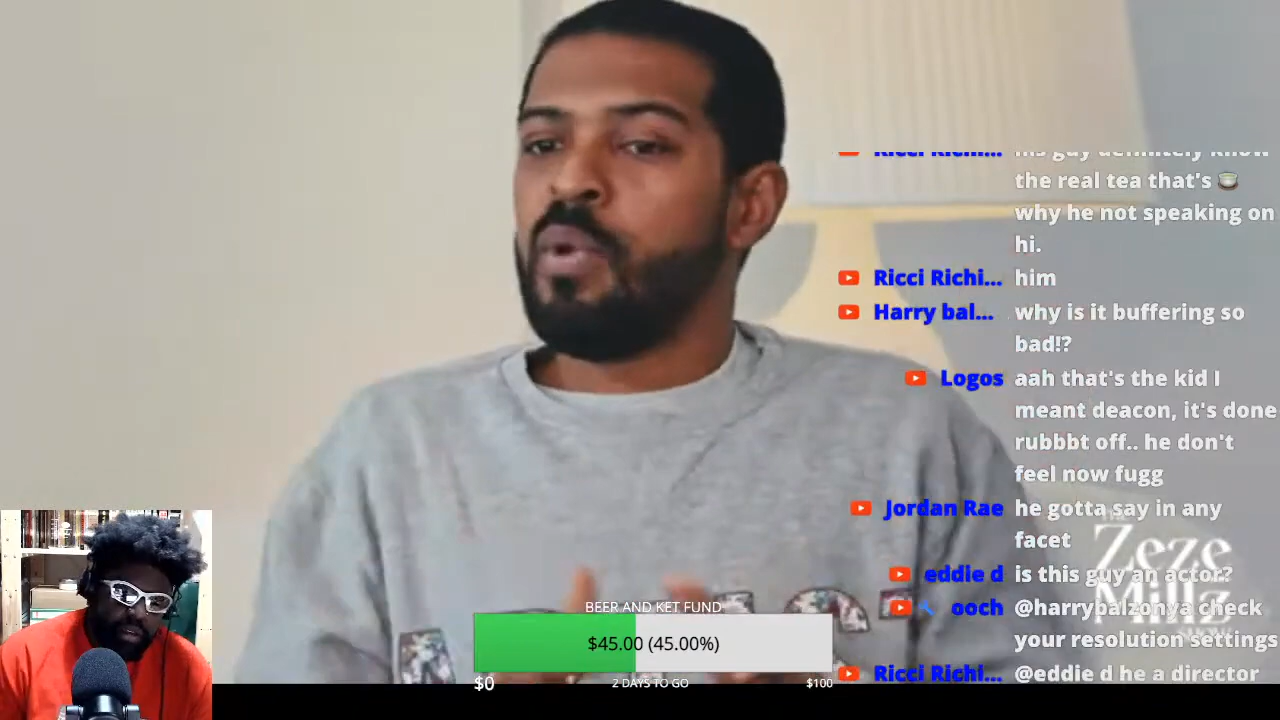 the real tea that's 🍵
why he not speaking on
hi.
Ricci Richi... him
Harry bal... why is it buffering so
bad!?
Logos aah that's the kid I
meant deacon, it's done
rubbbt off.. he don't
feel now fugg
Jordan Rae he gotta say in any
facet
eddie d is this guy an actor?
ooch @harrybalzonya check
your resolution settings
Ricci Richi... @eddie d he a director
The
Zeze
Millz
BEER AND KET FUND
$45.00 (45.00%)
$0 2 DAYS TO GO $100